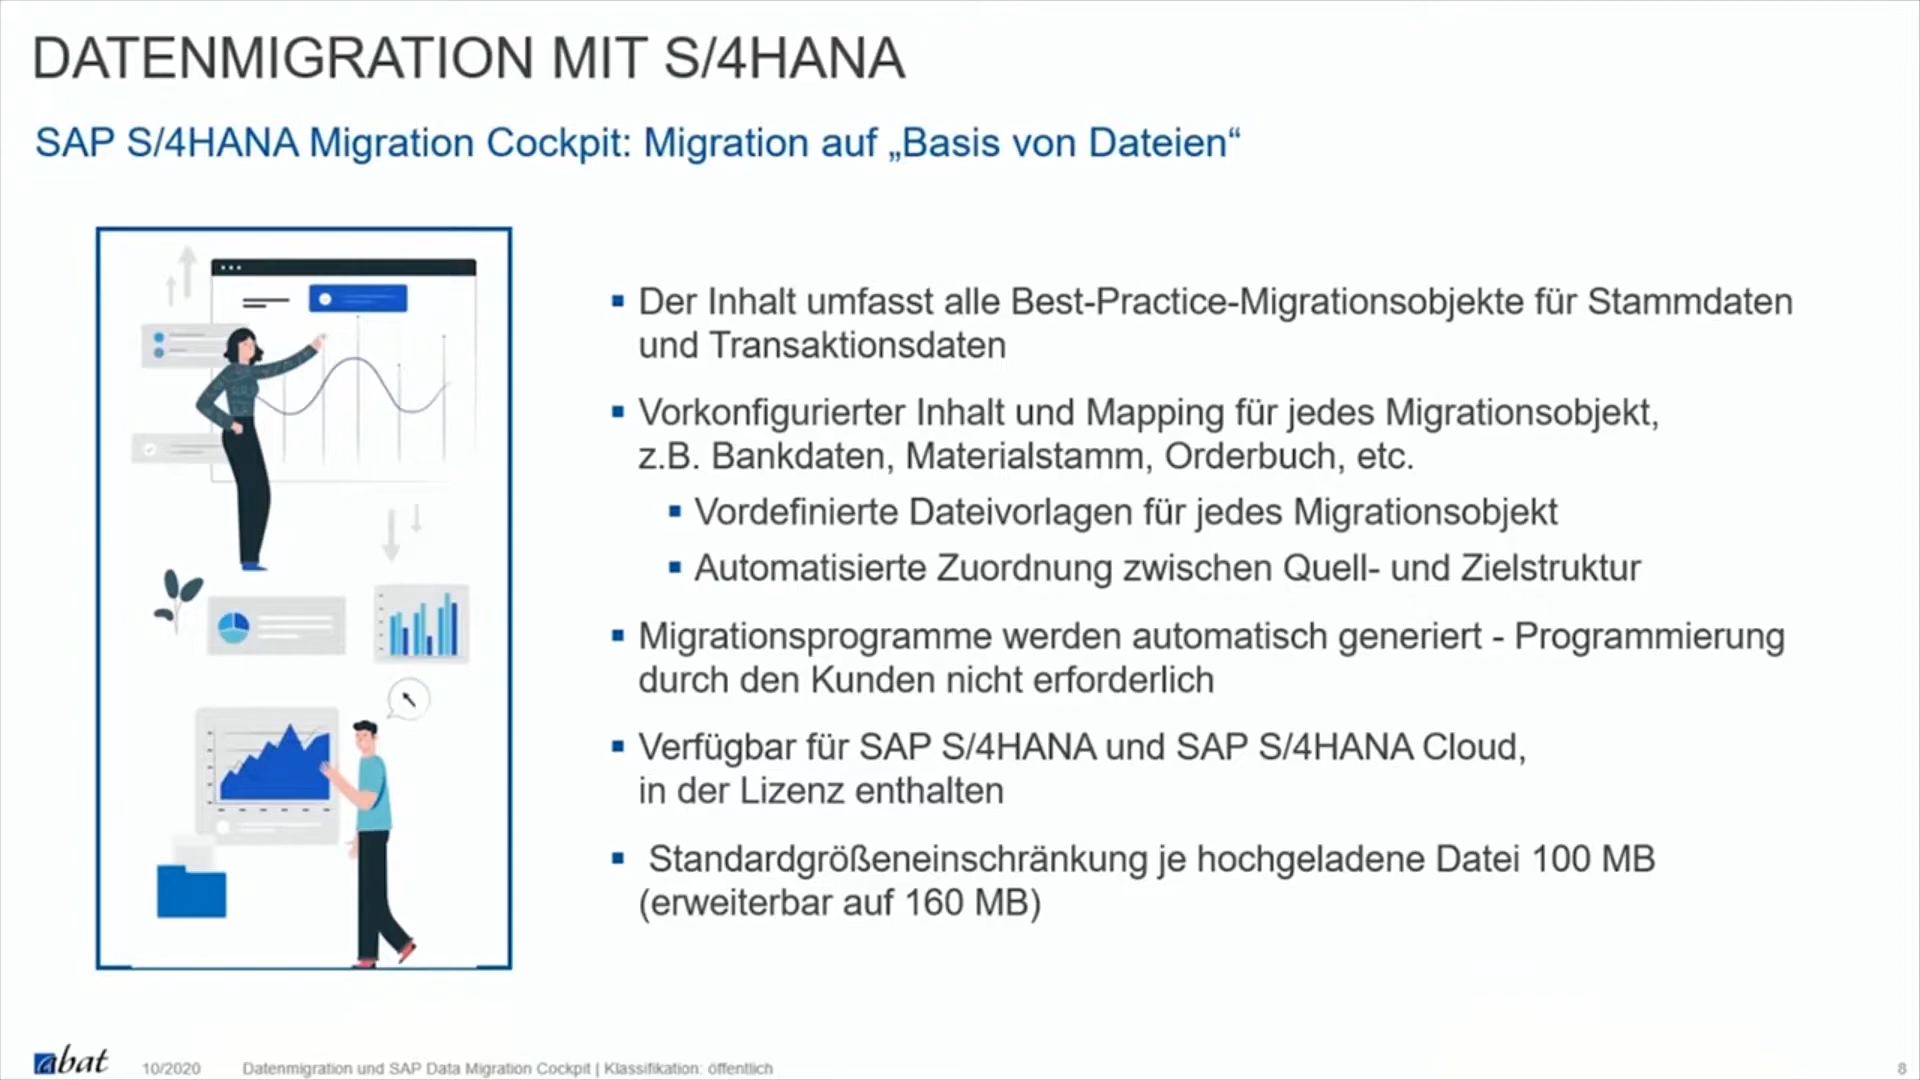 DATENMIGRATION MIT S/4HANA
SAP S/4HANA Migration Cockpit: Migration auf „Basis von Dateien“
▪ Der Inhalt umfasst alle Best-Practice-Migrationsobjekte für Stammdaten
und Transaktionsdaten
▪ Vorkonfigurierter Inhalt und Mapping für jedes Migrationsobjekt,
z.B. Bankdaten, Materialstamm, Orderbuch, etc.
▪ Vordefinierte Dateivorlagen für jedes Migrationsobjekt
▪ Automatisierte Zuordnung zwischen Quell- und Zielstruktur
▪ Migrationsprogramme werden automatisch generiert - Programmierung
durch den Kunden nicht erforderlich
▪ Verfügbar für SAP S/4HANA und SAP S/4HANA Cloud,
in der Lizenz enthalten
▪ Standardgrößeneinschränkung je hochgeladene Datei 100 MB
(erweiterbar auf 160 MB)
abat 10/2020 Datenmigration und SAP Data Migration Cockpit | Klassifikation: öffentlich 8